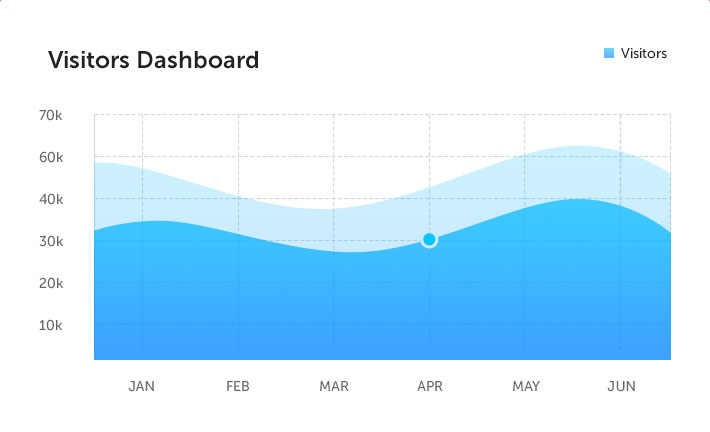 Visitors Dashboard
Visitors
70k
60k
40k
30k
20k
10k
JAN FEB MAR APR MAY JUN